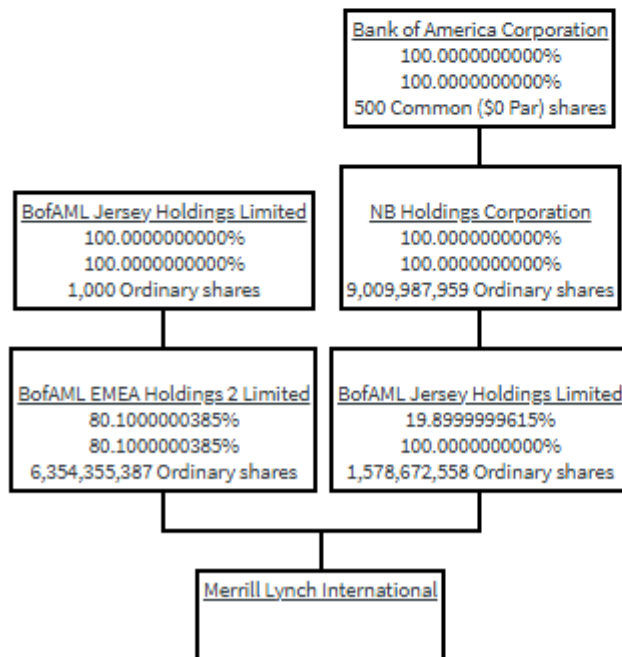 Bank of America Corporation
100.0000000000%
100.0000000000%
500 Common ($0 Par) shares
BofAML Jersey Holdings Limited
100.0000000000%
100.0000000000%
1,000 Ordinary shares
NB Holdings Corporation
100.0000000000%
100.0000000000%
9,009,987,959 Ordinary shares
BofAML EMEA Holdings 2 Limited
80.1000000385%
80.1000000385%
6,354,355,387 Ordinary shares
BofAML Jersey Holdings Limited
19.8999999615%
100.0000000000%
1,578,672,558 Ordinary shares
Merrill Lynch International